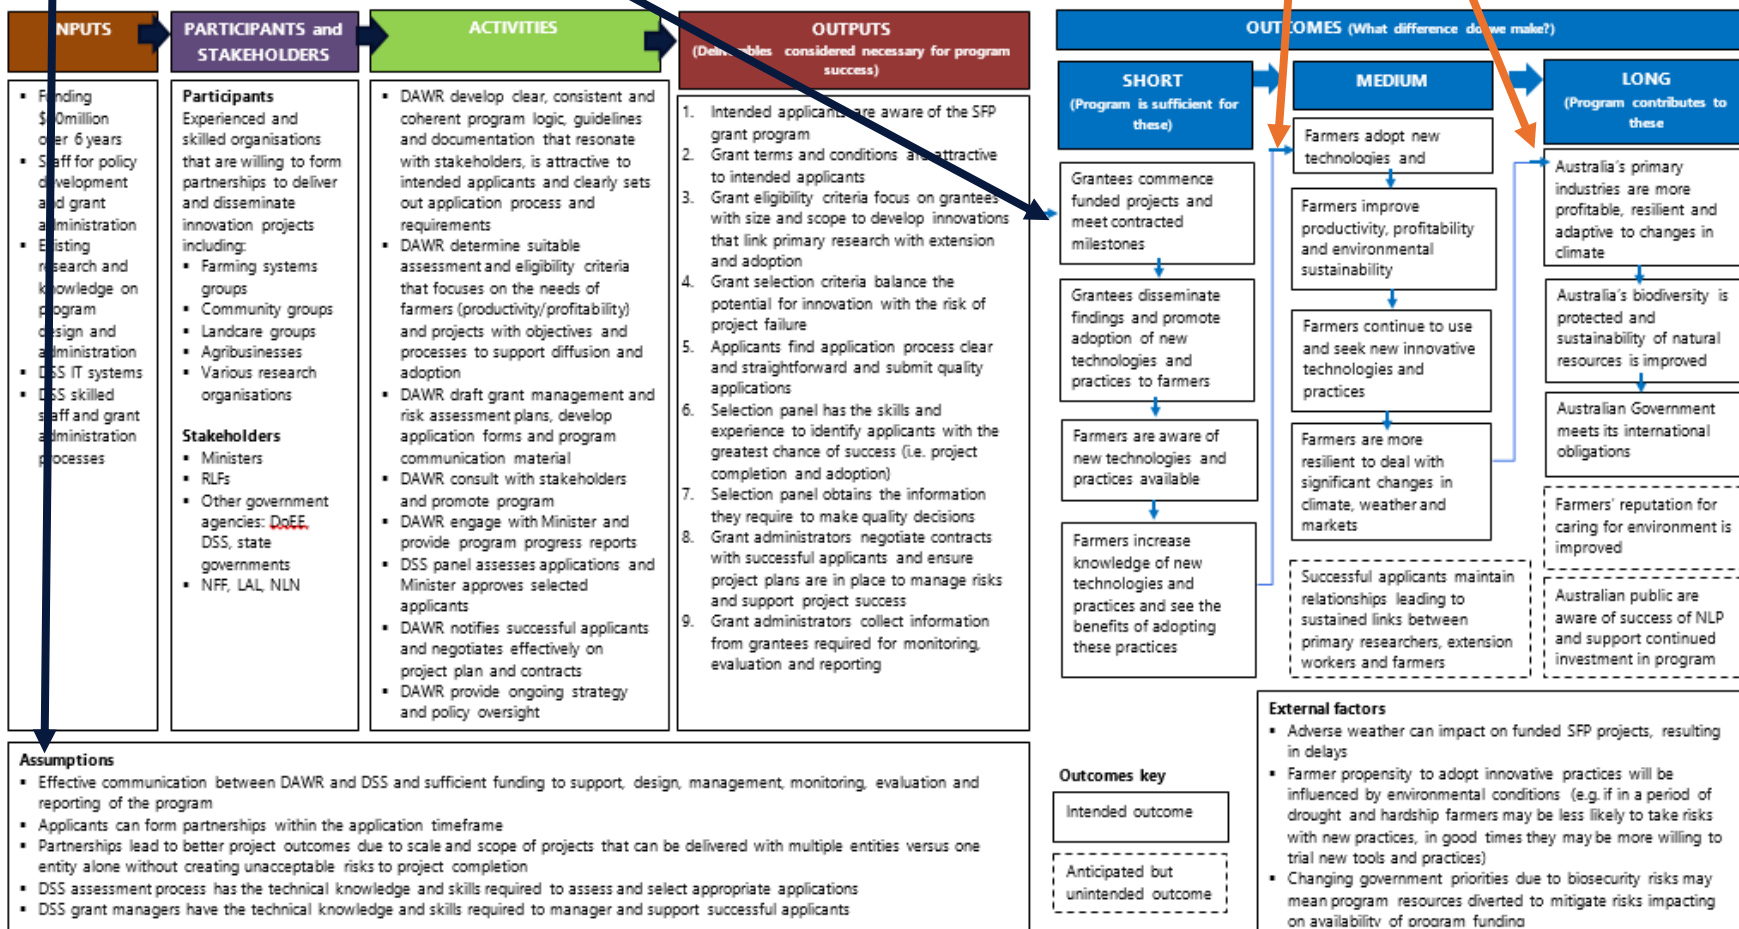 INPUTS
PARTICIPANTS and
STAKEHOLDERS
ACTIVITIES
OUTPUTS
(Deliverables considered necessary for program
success)
OUTCOMES (What difference do we make?)
SHORT
(Program is sufficient for
these)
MEDIUM
LONG
(Program contributes to
these
▪ Funding
million
over 6 years
▪ Staff for policy
development
and grant
administration
▪ Existing
research and
knowledge on
program
design and
administration
▪ DSS IT systems
▪ DSS skilled
staff and grant
administration
processes
Participants
Experienced and
skilled organisations
that are willing to form
partnerships to deliver
and disseminate
innovation projects
including:
▪ Farming systems
groups
▪ Community groups
▪ Landcare groups
▪ Agribusinesses
▪ Various research
organisations
Stakeholders
▪ Ministers
▪ RLFs
▪ Other government
agencies: DoEE,
DSS, state
governments
▪ NFF, LAL, NLN
▪ DAWR develop clear, consistent and
coherent program logic, guidelines
and documentation that resonate
with stakeholders, is attractive to
intended applicants and clearly sets
out application process and
requirements
▪ DAWR determine suitable
assessment and eligibility criteria
that focuses on the needs of
farmers (productivity/profitability)
and projects with objectives and
processes to support diffusion and
adoption
▪ DAWR draft grant management and
risk assessment plans, develop
application forms and program
communication material
▪ DAWR consult with stakeholders
and promote program
▪ DAWR engage with Minister and
provide program progress reports
▪ DSS panel assesses applications and
Minister approves selected
applicants
▪ DAWR notifies successful applicants
and negotiates effectively on
project plan and contracts
▪ DAWR provide ongoing strategy
and policy oversight
1. Intended applicants are aware of the SFP
grant program
2. Grant terms and conditions are attractive
to intended applicants
3. Grant eligibility criteria focus on grantees
with size and scope to develop innovations
that link primary research with extension
and adoption
4. Grant selection criteria balance the
potential for innovation with the risk of
project failure
5. Applicants find application process clear
and straightforward and submit quality
applications
6. Selection panel has the skills and
experience to identify applicants with the
greatest chance of success (i.e. project
completion and adoption)
7. Selection panel obtains the information
they require to make quality decisions
8. Grant administrators negotiate contracts
with successful applicants and ensure
project plans are in place to manage risks
and support project success
9. Grant administrators collect information
from grantees required for monitoring,
evaluation and reporting
Grantees commence
funded projects and
meet contracted
milestones
Grantees disseminate
findings and promote
adoption of new
technologies and
practices to farmers
Farmers are aware of
new technologies and
practices available
Farmers increase
knowledge of new
technologies and
practices and see the
benefits of adopting
these practices
Farmers adopt new
technologies and
Farmers improve
productivity, profitability
and environmental
sustainability
Farmers continue to use
and seek new innovative
technologies and
practices
Farmers are more
resilient to deal with
significant changes in
climate, weather and
markets
Successful applicants maintain
relationships leading to
sustained links between
primary researchers, extension
workers and farmers
Australia's primary
industries are more
profitable, resilient and
adaptive to changes in
climate
Australia's biodiversity is
protected and
sustainability of natural
resources is improved
Australian Government
meets its international
obligations
Farmers' reputation for
caring for environment is
improved
Australian public are
aware of success of NLP
and support continued
investment in program
Assumptions
▪ Effective communication between DAWR and DSS and sufficient funding to support, design, management, monitoring, evaluation and
reporting of the program
▪ Applicants can form partnerships within the application timeframe
▪ Partnerships lead to better project outcomes due to scale and scope of projects that can be delivered with multiple entities versus one
entity alone without creating unacceptable risks to project completion
▪ DSS assessment process has the technical knowledge and skills required to assess and select appropriate applications
▪ DSS grant managers have the technical knowledge and skills required to manager and support successful applicants
Outcomes key
Intended outcome
Anticipated but
unintended outcome
External factors
▪ Adverse weather can impact on funded SFP projects, resulting
in delays
▪ Farmer propensity to adopt innovative practices will be
influenced by environmental conditions (e.g. if in a period of
drought and hardship farmers may be less likely to take risks
with new practices, in good times they may be more willing to
trial new tools and practices)
▪ Changing government priorities due to biosecurity risks may
mean program resources diverted to mitigate risks impacting
on availability of program funding